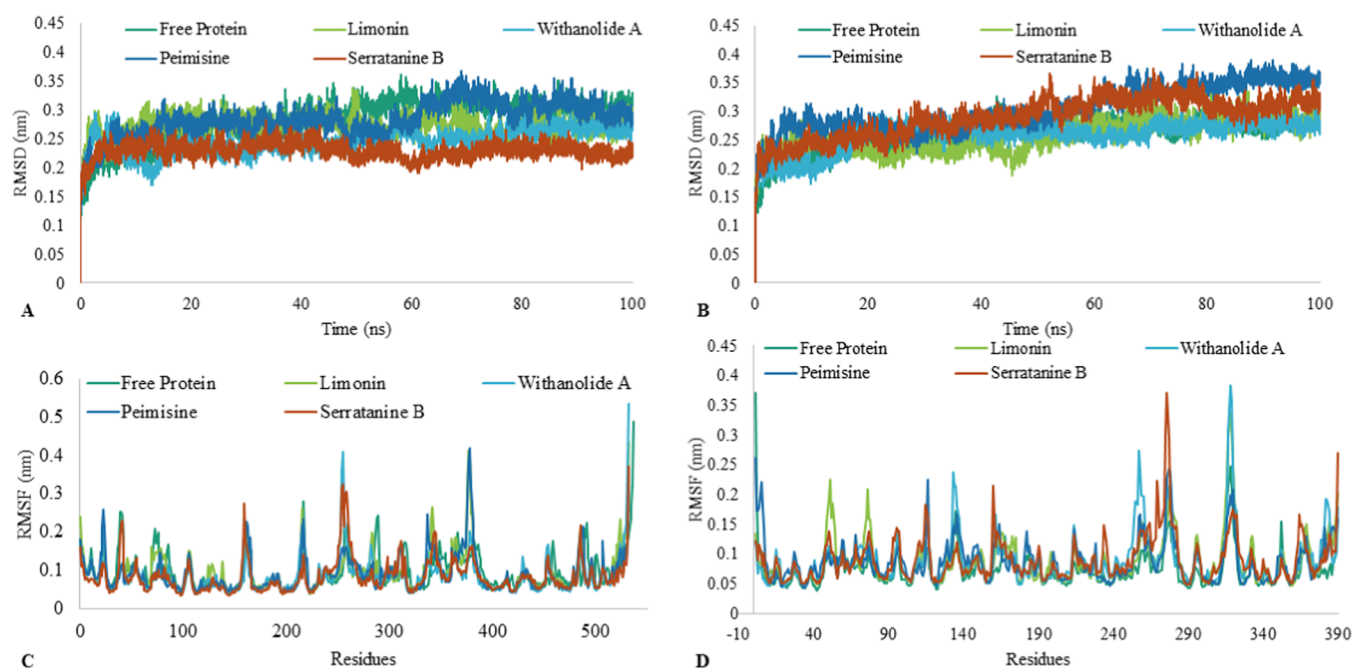 Free Protein Limonin Withanolide A
Peimisine Serratanine B
0.45
0.4
0.35
0.3
0.25
0.2
0.15
0.1
0.05
0
RMSD (nm)
0 20 40 60 80 100
Time (ns)
A
Free Protein Limonin Withanolide A
Peimisine Serratanine B
0.45
0.4
0.35
0.3
0.25
0.2
0.15
0.1
0.05
0
RMSD (nm)
0 20 40 60 80 100
Time (ns)
B
Free Protein Limonin Withanolide A
Peimisine Serratanine B
0.6
0.5
0.4
0.3
0.2
0.1
0
RMSF (nm)
0 100 200 300 400 500
Residues
C
Free Protein Limonin Withanolide A
Peimisine Serratanine B
0.45
0.4
0.35
0.3
0.25
0.2
0.15
0.1
0.05
0
RMSF (nm)
-10 40 90 140 190 240 290 340 390
Residues
D